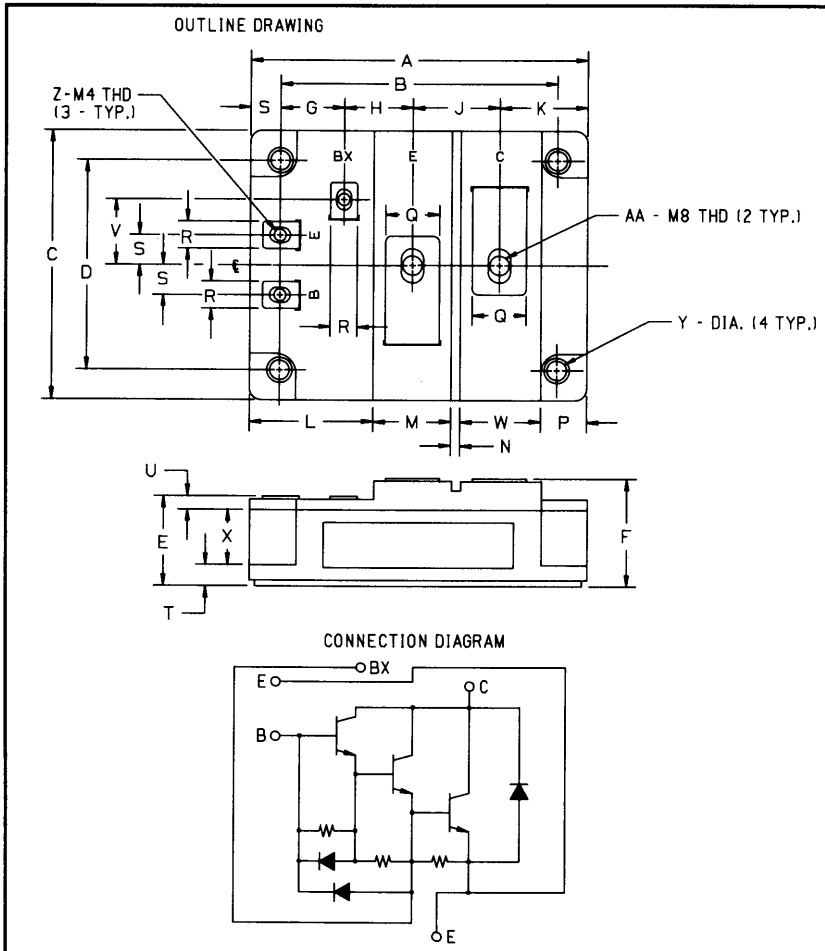 OUTLINE DRAWING
A
B
Z-M4 THD
(3 - TYP.)
S G H J K
BX E C
Q
AA - M8 THD (2 TYP.)
V R E
S
C D
S
R B
R
Q
Y - DIA. (4 TYP.)
L M W P
N
U
E X F
T
CONNECTION DIAGRAM
BX
E
C
B
E